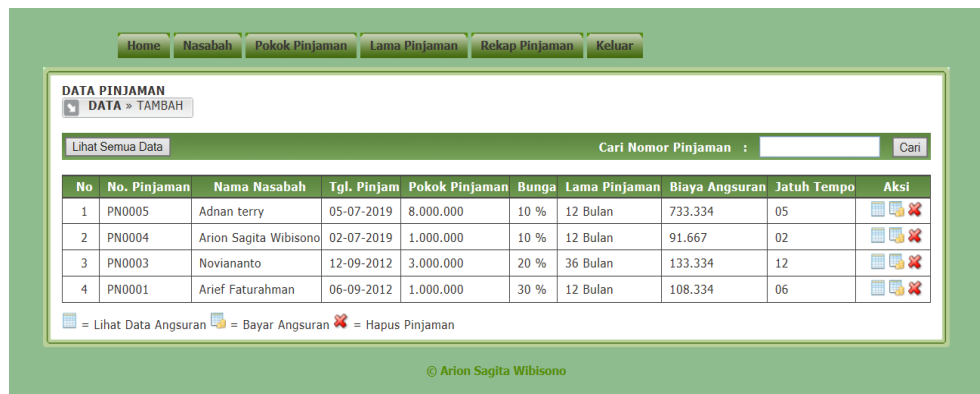 Home Nasabah Pokok Pinjaman Lama Pinjaman Rekap Pinjaman Keluar
DATA PINJAMAN
DATA » TAMBAH
Lihat Semua Data Cari Nomor Pinjaman : Cari
No No. Pinjaman Nama Nasabah Tgl. Pinjam Pokok Pinjaman Bunga Lama Pinjaman Biaya Angsuran Jatuh Tempo Aksi
1 PN0005 Adnan terry 05-07-2019 8.000.000 10 % 12 Bulan 733.334 05
2 PN0004 Arion Sagita Wibisono 02-07-2019 1.000.000 10 % 12 Bulan 91.667 02
3 PN0003 Noviananto 12-09-2012 3.000.000 20 % 36 Bulan 133.334 12
4 PN0001 Arief Faturahman 06-09-2012 1.000.000 30 % 12 Bulan 108.334 06
= Lihat Data Angsuran = Bayar Angsuran = Hapus Pinjaman
© Arion Sagita Wibisono